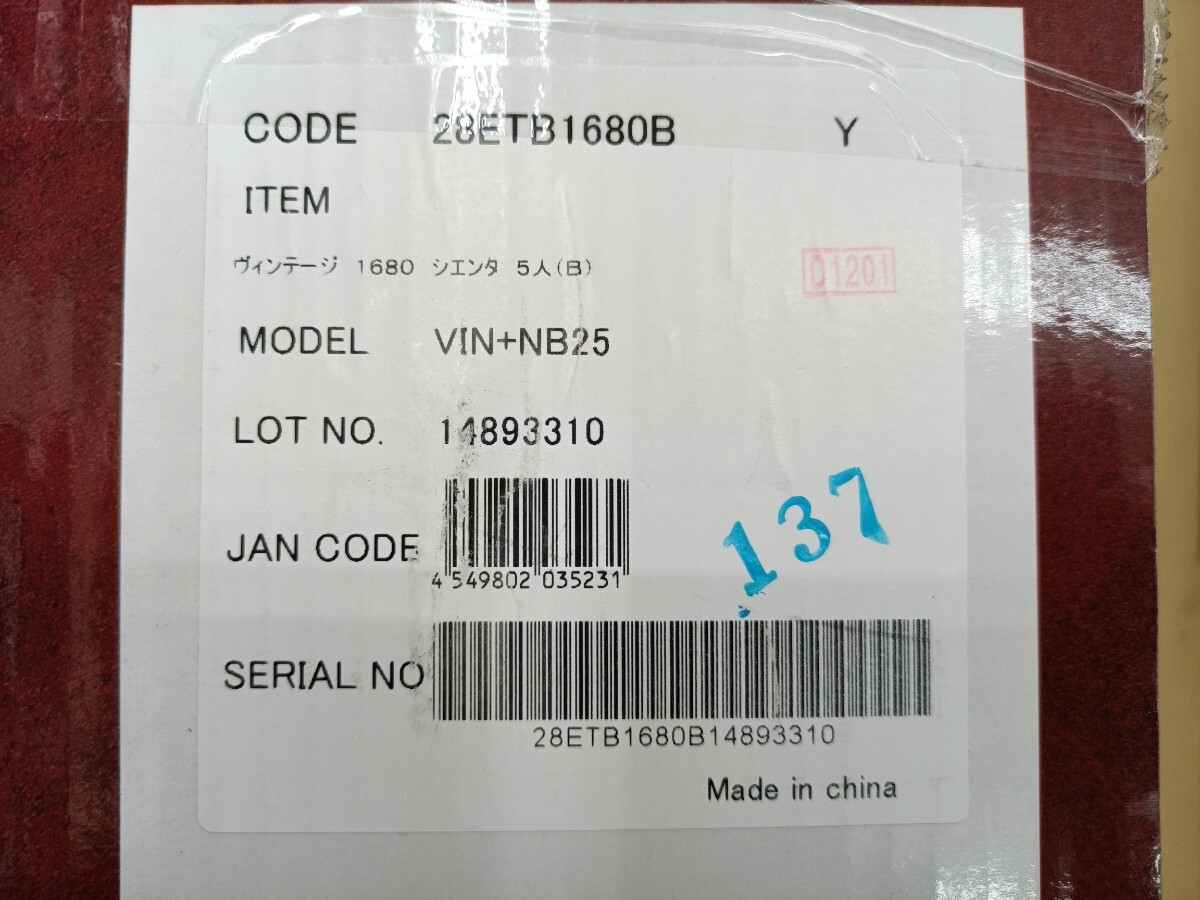 CODE 28ETB1680B Y
ITEM
ヴィンテージ 1680 シエンタ 5人(B)
D1201
MODEL VIN+NB25
LOT NO. 14893310
JAN CODE
4 549802 035231
137
SERIAL NO
28ETB1680B14893310
Made in china